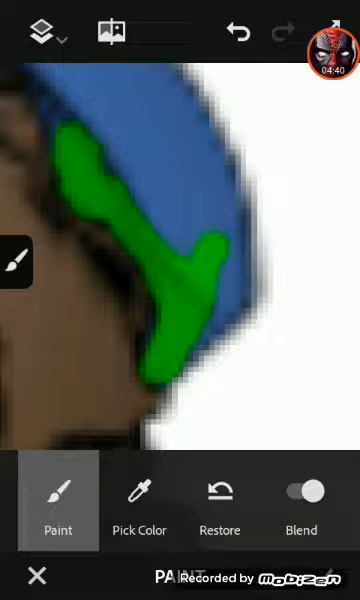 04:40
Paint
Pick Color
Restore
Blend
PAINT
Recorded by mobizen